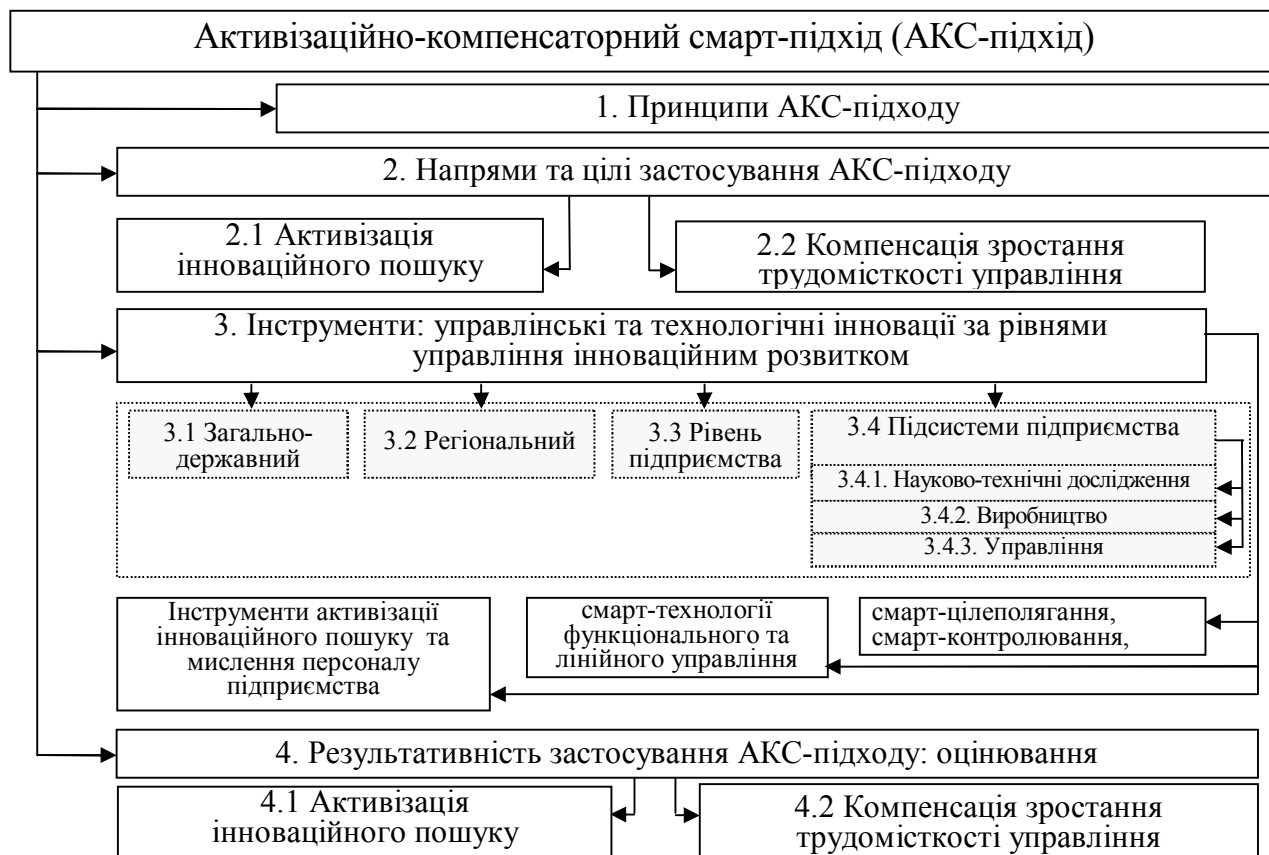 Активізаційно-компенсаторний смарт-підхід (АКС-підхід)
1. Принципи АКС-підходу
2. Напрями та цілі застосування АКС-підходу
2.1 Активізація
інноваційного пошуку
2.2 Компенсація зростання
трудомісткості управління
3. Інструменти: управлінські та технологічні інновації за рівнями
управління інноваційним розвитком
3.1 Загально-
державний
3.2 Регіональний
3.3 Рівень
підприємства
3.4 Підсистеми підприємства
3.4.1. Науково-технічні дослідження
3.4.2. Виробництво
3.4.3. Управління
Інструменти активізації
інноваційного пошуку та
мислення персоналу
підприємства
смарт-технології
функціонального та
лінійного управління
смарт-цілеполягання,
смарт-контролювання,
4. Результативність застосування АКС-підходу: оцінювання
4.1 Активізація
інноваційного пошуку
4.2 Компенсація зростання
трудомісткості управління